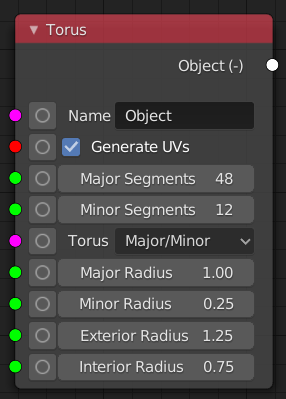 Torus
Object (-)
Name Object
Generate UVs
Major Segments 48
Minor Segments 12
Torus Major/Minor
Major Radius 1.00
Minor Radius 0.25
Exterior Radius 1.25
Interior Radius 0.75